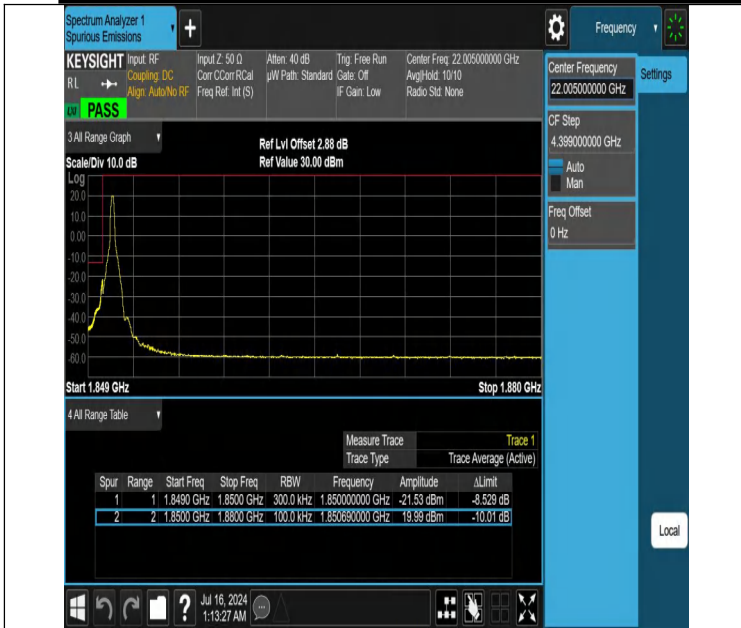 Spectrum Analyzer 1
Spurious Emissions
+
Frequency
KEYSIGHT Input: RF Input Z: 50 Ω Atten: 40 dB Trig: Free Run Center Freq: 22.005000000 GHz
RL Coupling: DC Corr CCorr RCal µW Path: Standard Gate: Off Avg|Hold: 10/10
Align: Auto/No RF Freq Ref: Int (S) IF Gain: Low Radio Std: None
LXI PASS
Center Frequency
22.005000000 GHz
Settings
CF Step
4.399000000 GHz
Auto
Man
Freq Offset
0 Hz
Local
3 All Range Graph
Ref Lvl Offset 2.88 dB
Scale/Div 10.0 dB Ref Value 30.00 dBm
Log
20.0
10.0
0.00
-10.0
-20.0
-30.0
-40.0
-50.0
-60.0
Start 1.849 GHz Stop 1.880 GHz
4 All Range Table
Measure Trace Trace 1
Trace Type Trace Average (Active)
Spur Range Start Freq Stop Freq RBW Frequency Amplitude ΔLimit
1 1 1.8490 GHz 1.8500 GHz 300.0 kHz 1.850000000 GHz -21.53 dBm -8.529 dB
2 2 1.8500 GHz 1.8800 GHz 100.0 kHz 1.850690000 GHz 19.99 dBm -10.01 dB
? Jul 16, 2024
1:13:27 AM